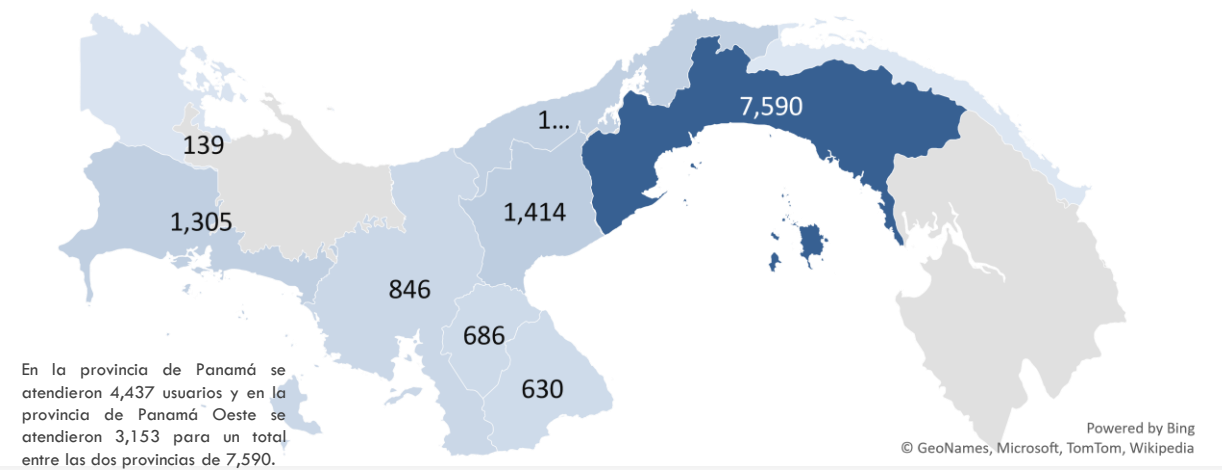 7,590
1...
139
1,414
1,305
846
686
630
En la provincia de Panamá se
atendieron 4,437 usuarios y en la
provincia de Panamá Oeste se
atendieron 3,153 para un total
entre las dos provincias de 7,590.
Powered by Bing
© GeoNames, Microsoft, TomTom, Wikipedia